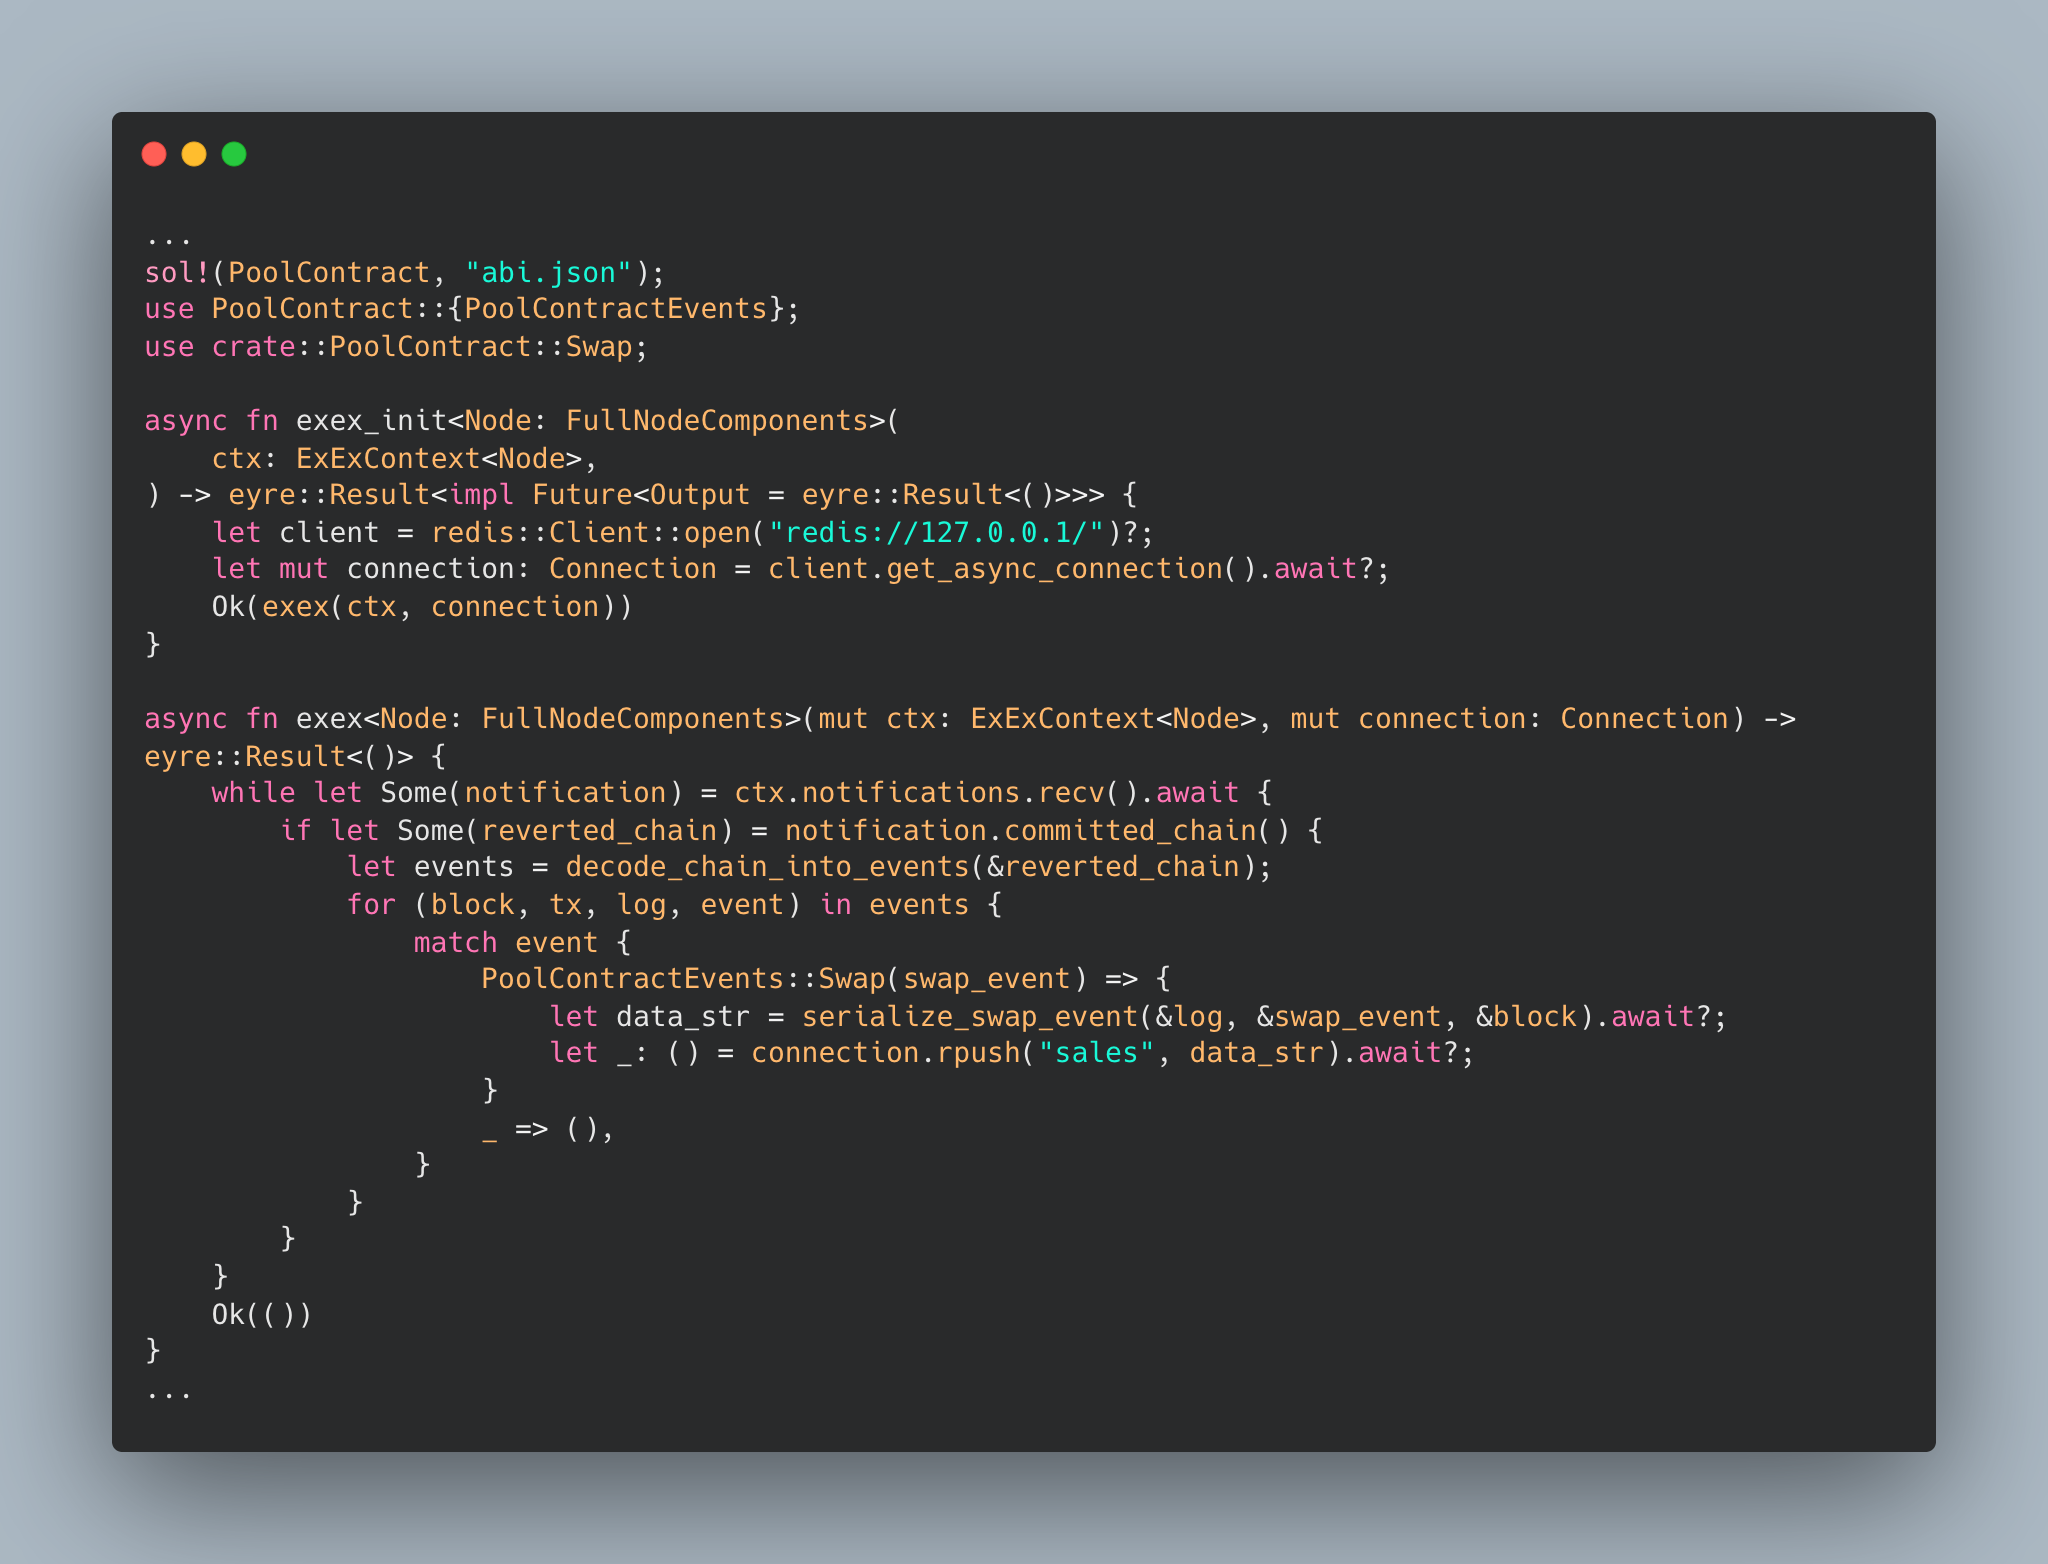 ...
sol!(PoolContract, "abi.json");
use PoolContract::{PoolContractEvents};
use crate::PoolContract::Swap;

async fn exex_init<Node: FullNodeComponents>(
    ctx: ExExContext<Node>,
) -> eyre::Result<impl Future<Output = eyre::Result<()>>> {
    let client = redis::Client::open("redis://127.0.0.1/")?;
    let mut connection: Connection = client.get_async_connection().await?;
    Ok(exex(ctx, connection))
}

async fn exex<Node: FullNodeComponents>(mut ctx: ExExContext<Node>, mut connection: Connection) ->
eyre::Result<()> {
    while let Some(notification) = ctx.notifications.recv().await {
        if let Some(reverted_chain) = notification.committed_chain() {
            let events = decode_chain_into_events(&reverted_chain);
            for (block, tx, log, event) in events {
                match event {
                    PoolContractEvents::Swap(swap_event) => {
                        let data_str = serialize_swap_event(&log, &swap_event, &block).await?;
                        let _: () = connection.rpush("sales", data_str).await?;
                    }
                    _ => (),
                }
            }
        }
    }
    Ok(())
}
...